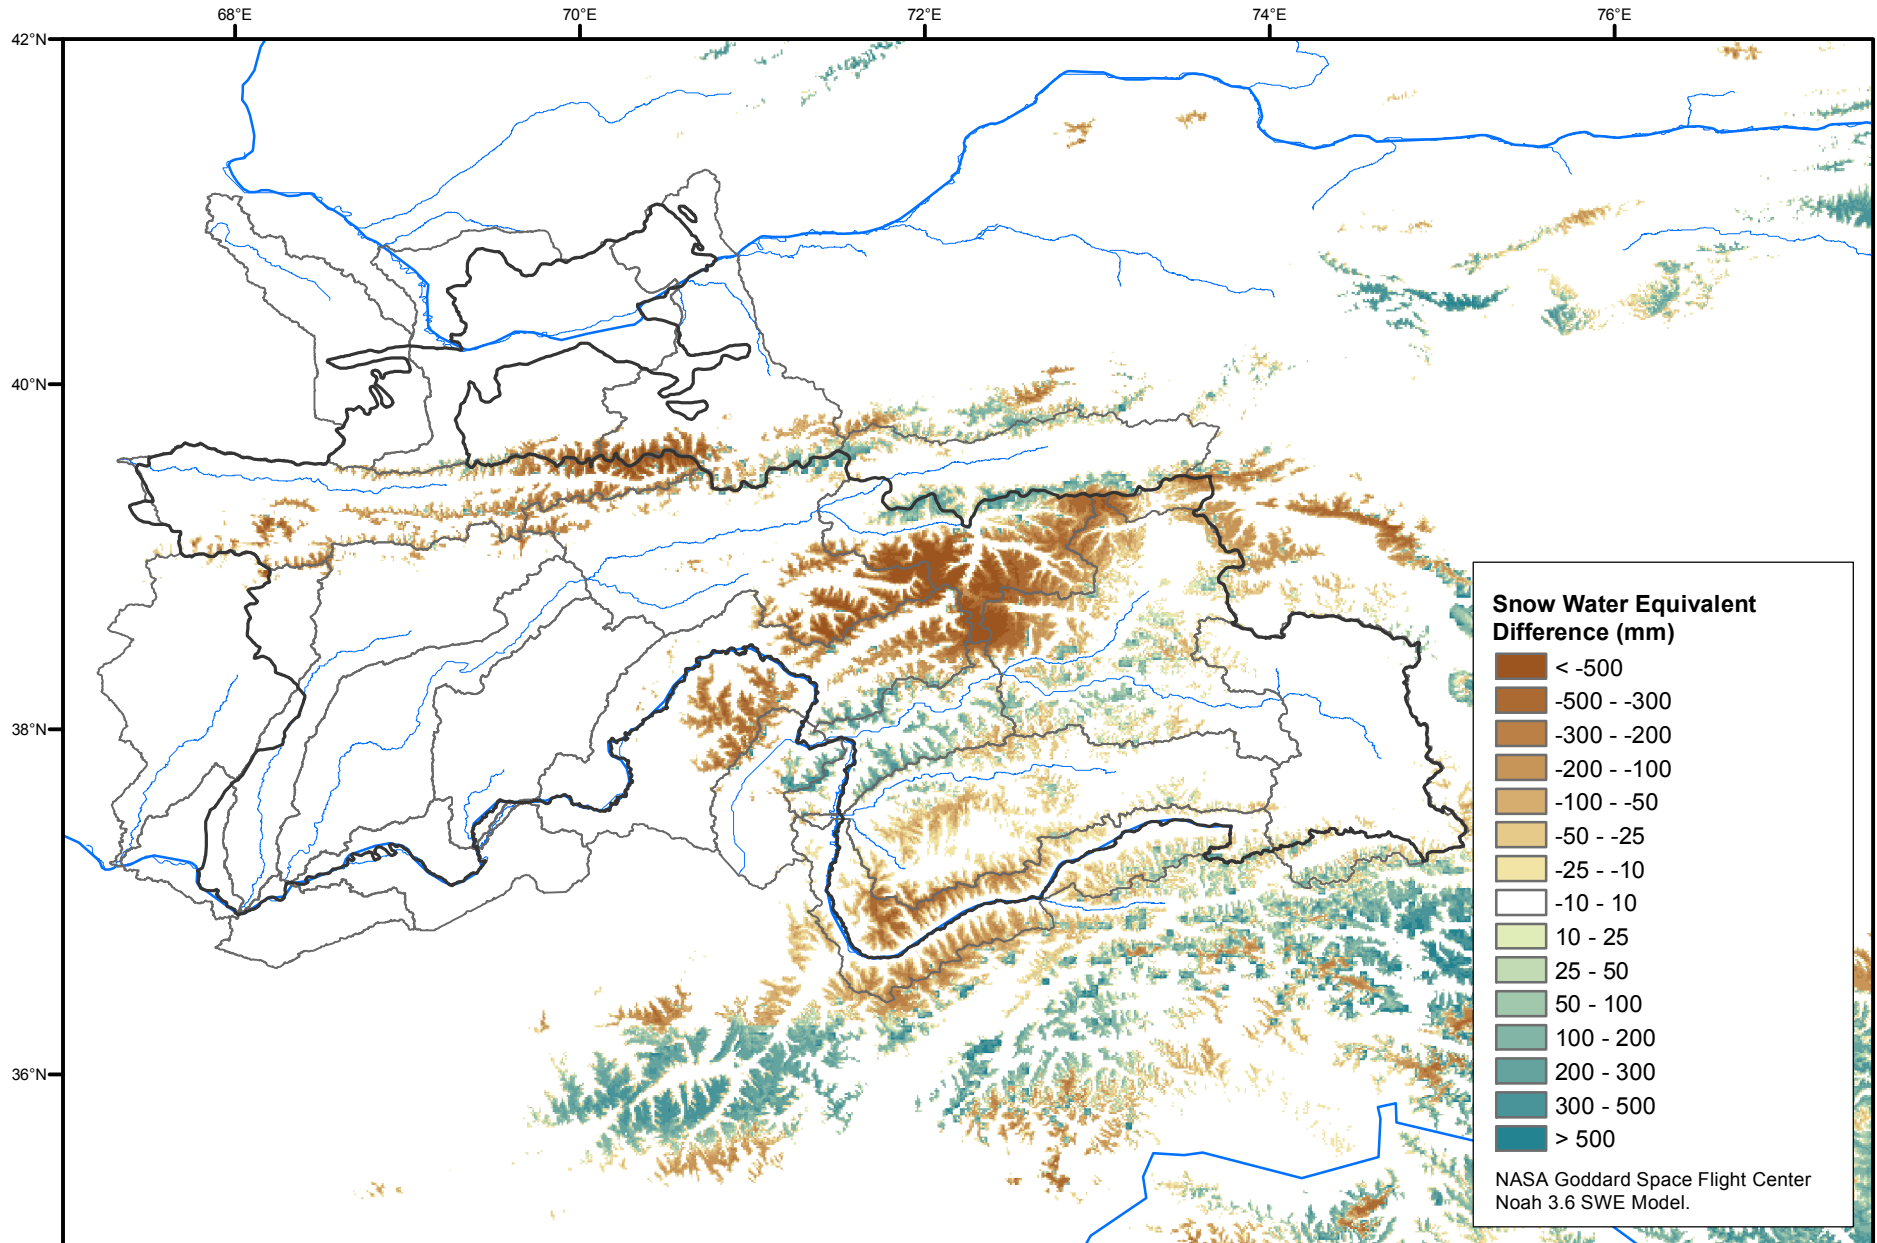 68°E
70°E
72°E
74°E
76°E
42°N
40°N
38°N
36°N
Snow Water Equivalent
Difference (mm)
< -500
-500 - -300
-300 - -200
-200 - -100
-100 - -50
-50 - -25
-25 - -10
-10 - 10
10 - 25
25 - 50
50 - 100
100 - 200
200 - 300
300 - 500
> 500
NASA Goddard Space Flight Center
Noah 3.6 SWE Model.